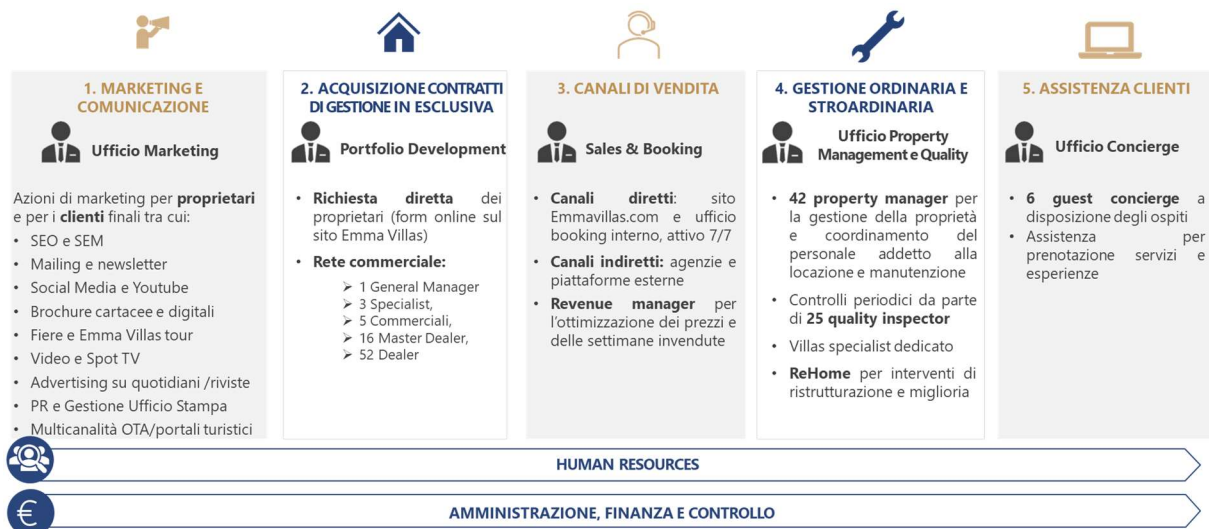 1. MARKETING E
COMUNICAZIONE
Ufficio Marketing
Azioni di marketing per proprietari
e per i clienti finali tra cui:
• SEO e SEM
• Mailing e newsletter
• Social Media e Youtube
• Brochure cartacee e digitali
• Fiere e Emma Villas tour
• Video e Spot TV
• Advertising su quotidiani /riviste
• PR e Gestione Ufficio Stampa
• Multicanalità OTA/portali turistici
2. ACQUISIZIONE CONTRATTI
DI GESTIONE IN ESCLUSIVA
Portfolio Development
• Richiesta diretta dei
proprietari (form online sul
sito Emma Villas)
• Rete commerciale:
➢ 1 General Manager
➢ 3 Specialist,
➢ 5 Commerciali,
➢ 16 Master Dealer,
➢ 52 Dealer
3. CANALI DI VENDITA
Sales & Booking
• Canali diretti: sito
Emmavillas.com e ufficio
booking interno, attivo 7/7
• Canali indiretti: agenzie e
piattaforme esterne
• Revenue manager per
l'ottimizzazione dei prezzi e
delle settimane invendute
4. GESTIONE ORDINARIA E
STROARDINARIA
Ufficio Property
Management e Quality
• 42 property manager per
la gestione della proprietà
e coordinamento del
personale addetto alla
locazione e manutenzione
• Controlli periodici da parte
di 25 quality inspector
• Villas specialist dedicato
• ReHome per interventi di
ristrutturazione e miglioria
5. ASSISTENZA CLIENTI
Ufficio Concierge
• 6 guest concierge a
disposizione degli ospiti
• Assistenza per
prenotazione servizi e
esperienze
HUMAN RESOURCES
€
AMMINISTRAZIONE, FINANZA E CONTROLLO